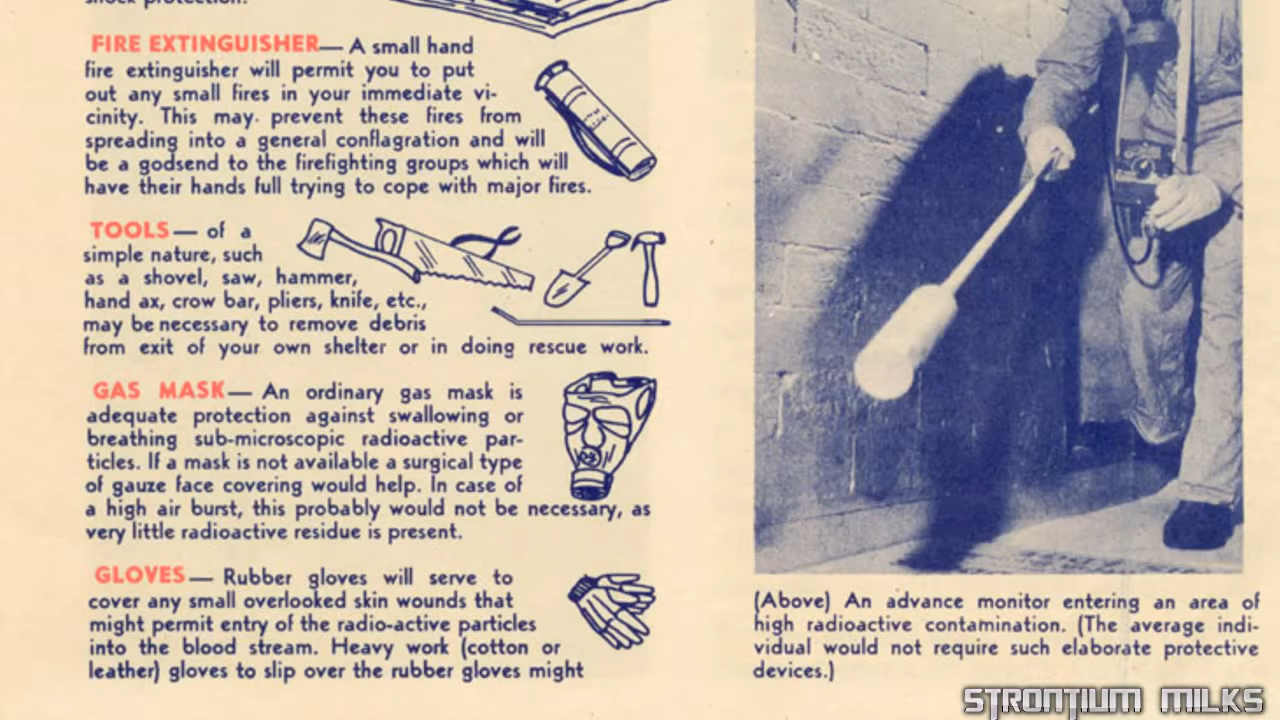 shock protection.
FIRE EXTINGUISHER— A small hand
fire extinguisher will permit you to put
out any small fires in your immediate vi-
cinity. This may prevent these fires from
spreading into a general conflagration and will
be a godsend to the firefighting groups which will
have their hands full trying to cope with major fires.
TOOLS— of a
simple nature, such
as a shovel, saw, hammer,
hand ax, crow bar, pliers, knife, etc.,
may be necessary to remove debris
from exit of your own shelter or in doing rescue work.
GAS MASK— An ordinary gas mask is
adequate protection against swallowing or
breathing sub-microscopic radioactive par-
ticles. If a mask is not available a surgical type
of gauze face covering would help. In case of
a high air burst, this probably would not be necessary, as
very little radioactive residue is present.
GLOVES— Rubber gloves will serve to
cover any small overlooked skin wounds that
might permit entry of the radio-active particles
into the blood stream. Heavy work (cotton or
leather) gloves to slip over the rubber gloves might
(Above) An advance monitor entering an area of
high radioactive contamination. (The average indi-
vidual would not require such elaborate protective
devices.)
STRONTIUM MILKS